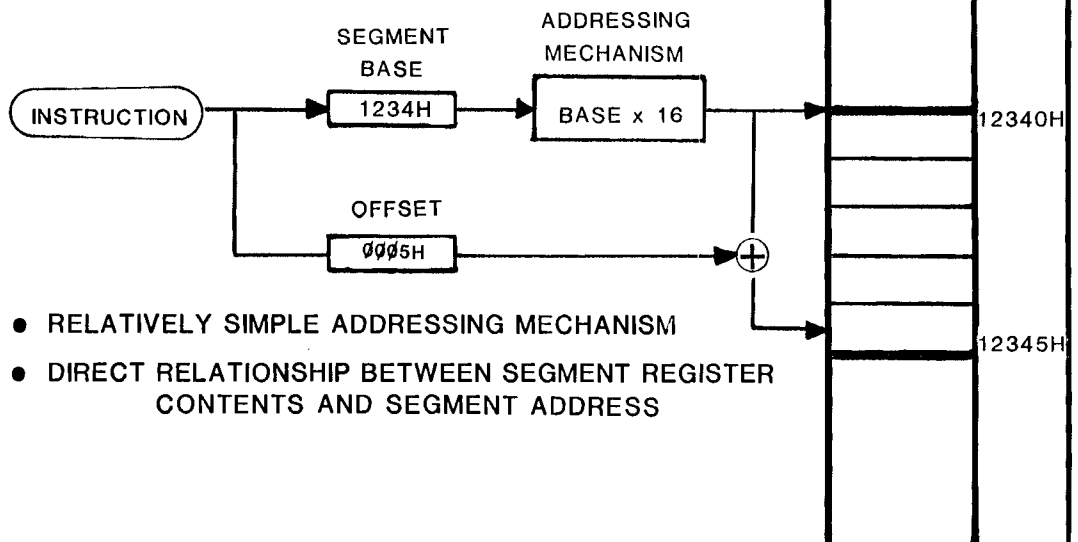 ADDRESSING
MECHANISM
SEGMENT
BASE
INSTRUCTION
1234H
BASE x 16
12340H
OFFSET
ØØØ5H
● RELATIVELY SIMPLE ADDRESSING MECHANISM
12345H
● DIRECT RELATIONSHIP BETWEEN SEGMENT REGISTER
CONTENTS AND SEGMENT ADDRESS